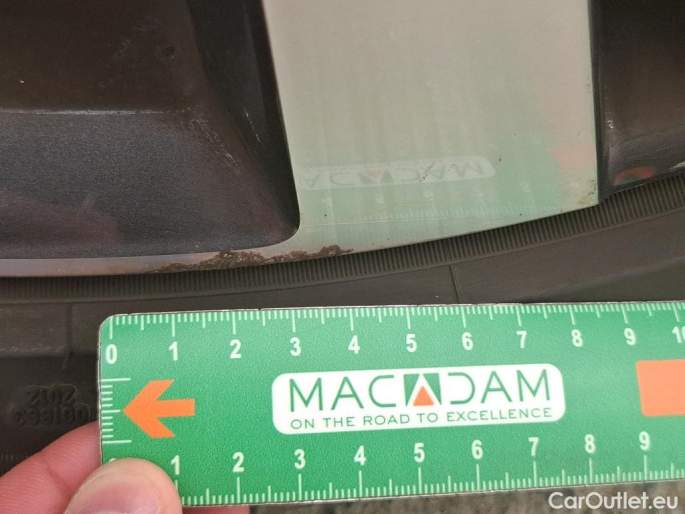 MACADAM
0 1 2 3 4 5 6 7 8 9 10
MACADAM
ON THE ROAD TO EXCELLENCE
1 2 3 4 5 6 7 8 9
2012
CarOutlet.eu